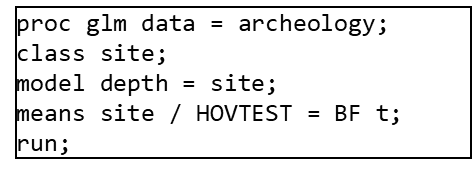 proc glm data = archeology;
class site;
model depth = site;
means site / HOVTEST = BF t;
run;